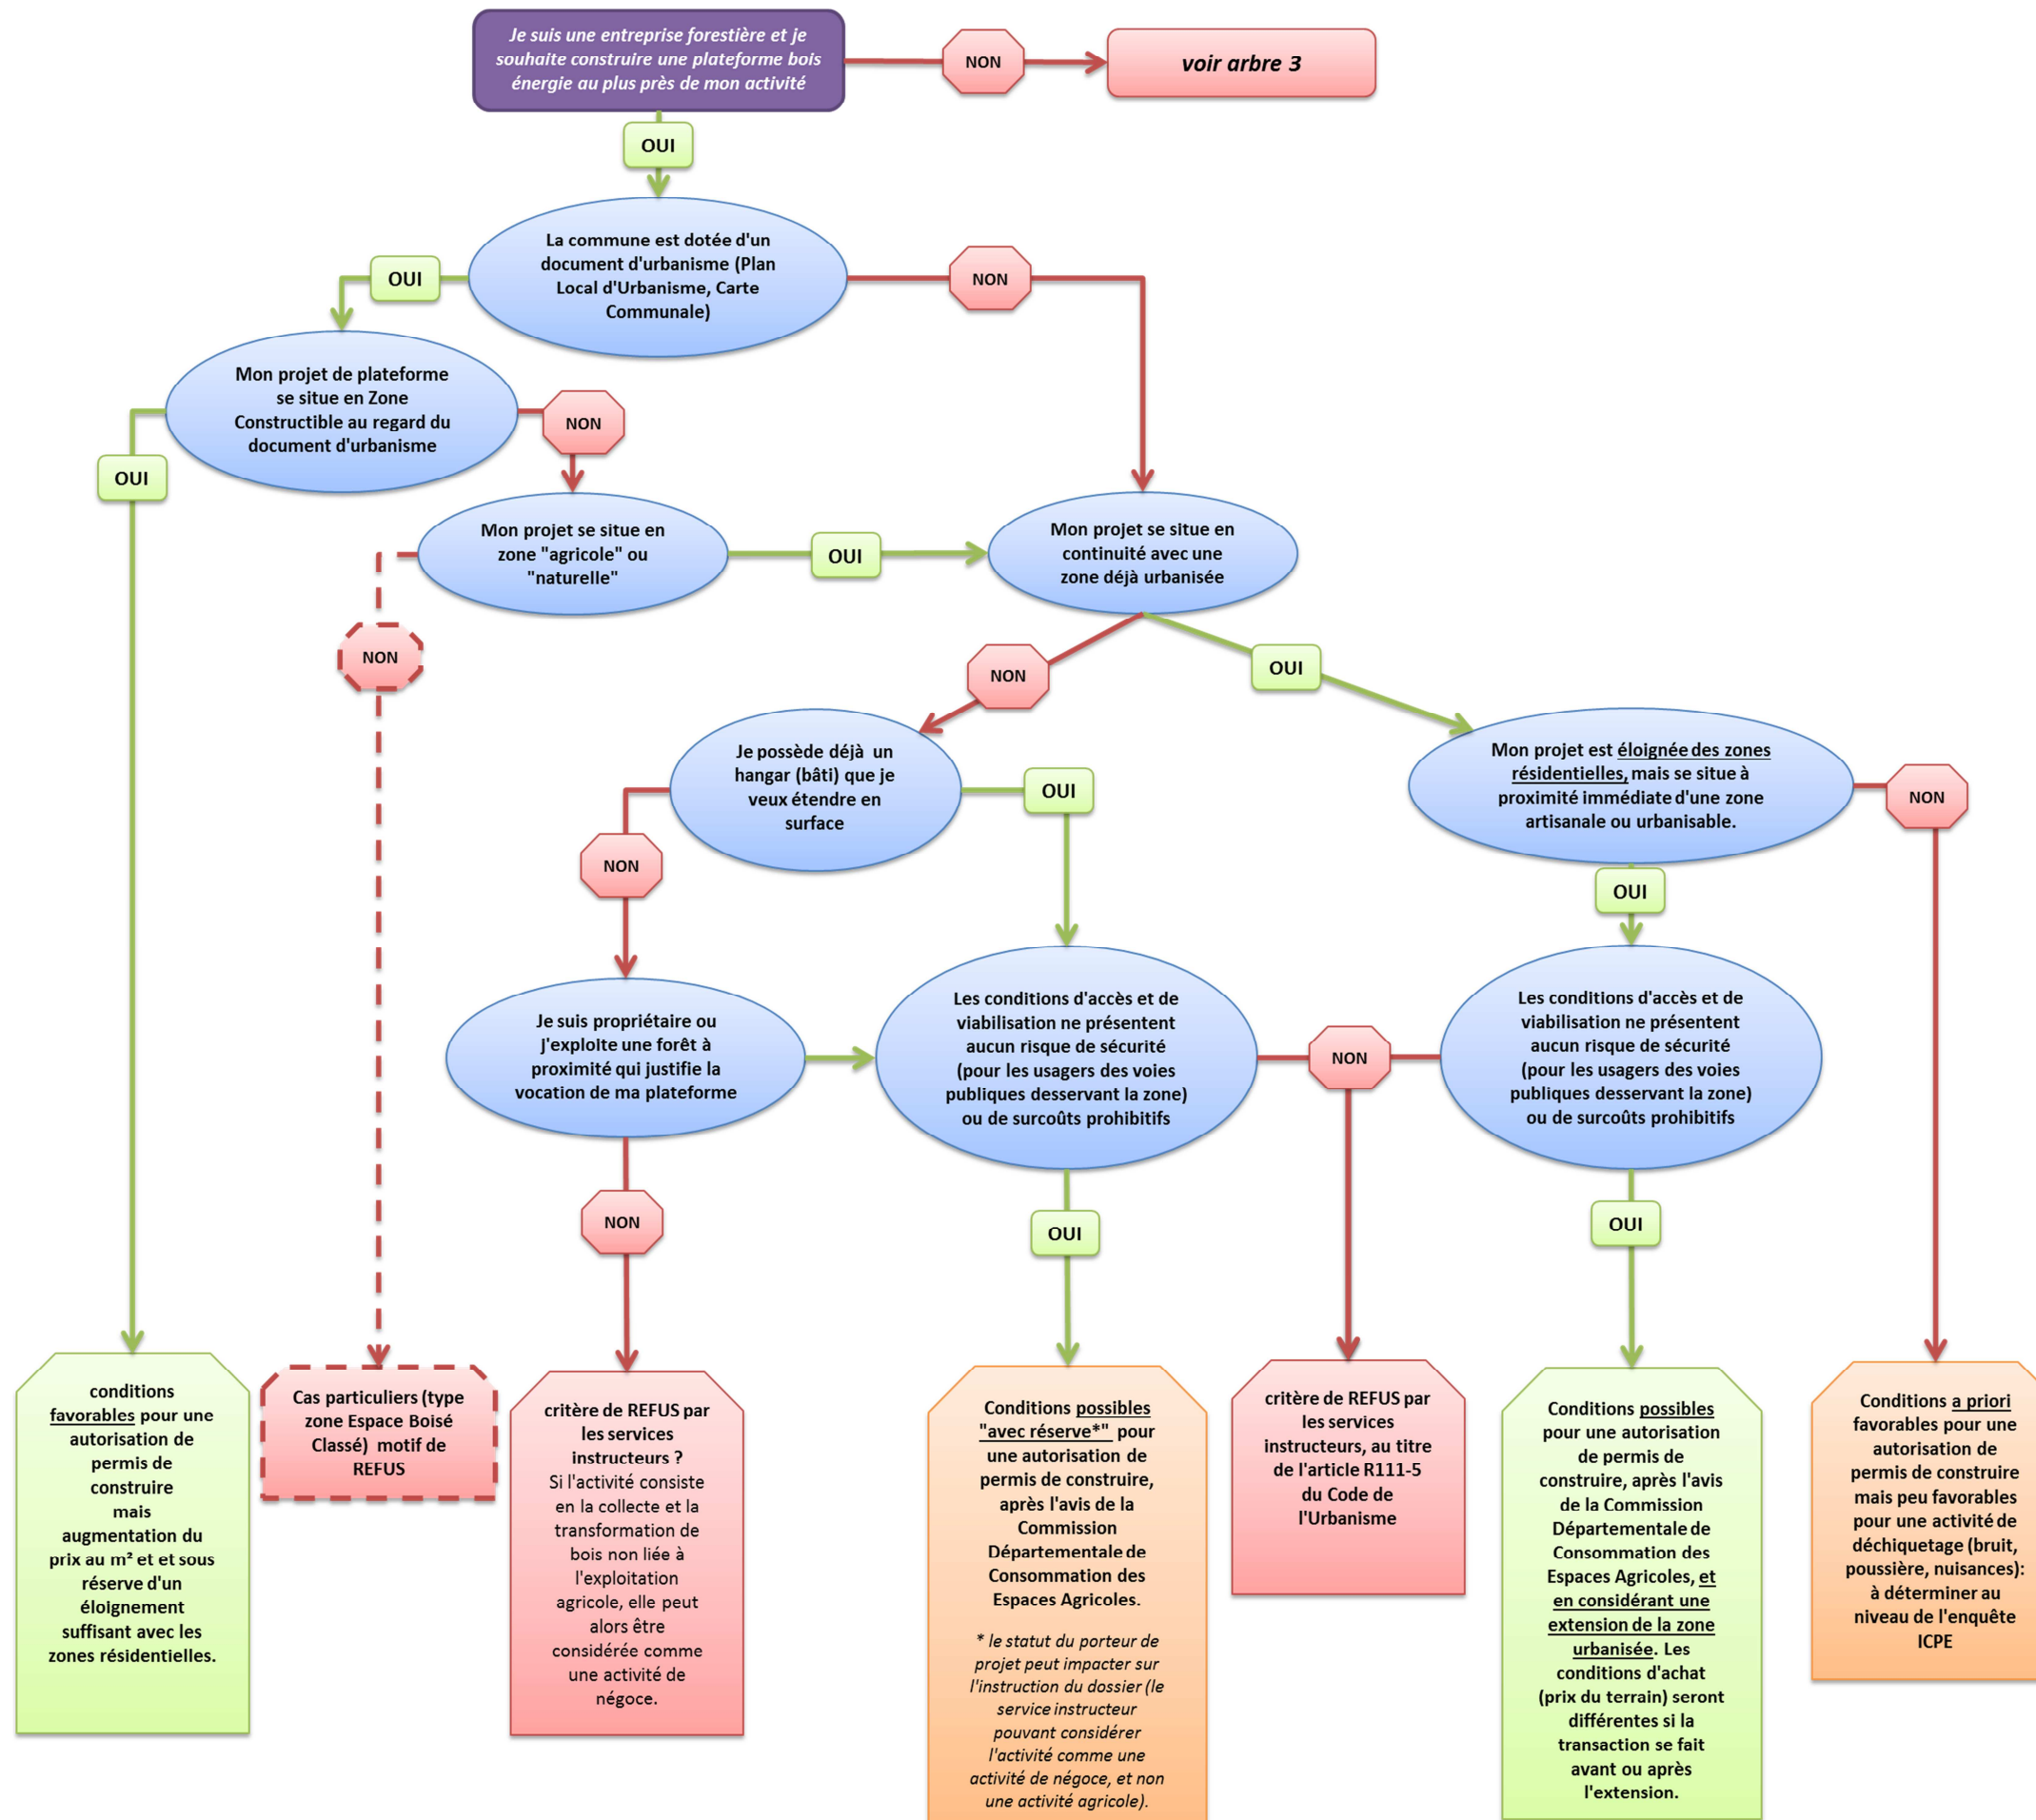 Je suis une entreprise forestière et je
souhaite construire une plateforme bois
énergie au plus près de mon activité
NON
voir arbre 3
OUI
La commune est dotée d'un
document d'urbanisme (Plan
Local d'Urbanisme, Carte
Communale)
OUI
NON
Mon projet de plateforme
se situe en Zone
Constructible au regard du
document d'urbanisme
NON
OUI
Mon projet se situe en
zone "agricole" ou
"naturelle"
OUI
Mon projet se situe en
continuité avec une
zone déjà urbanisée
NON
NON
OUI
Je possède déjà un
hangar (bâti) que je
veux étendre en
surface
OUI
NON
Mon projet est éloignée des zones
résidentielles, mais se situe à
proximité immédiate d'une zone
artisanale ou urbanisable.
NON
OUI
Je suis propriétaire ou
j'exploite une forêt à
proximité qui justifie la
vocation de ma plateforme
Les conditions d'accès et de
viabilisation ne présentent
aucun risque de sécurité
(pour les usagers des voies
publiques desservant la zone)
ou de surcoûts prohibitifs
NON
Les conditions d'accès et de
viabilisation ne présentent
aucun risque de sécurité
(pour les usagers des voies
publiques desservant la zone)
ou de surcoûts prohibitifs
NON
OUI
OUI
conditions
favorables pour une
autorisation de
permis de
construire
mais
augmentation du
prix au m² et et sous
réserve d'un
éloignement
suffisant avec les
zones résidentielles.
Cas particuliers (type
zone Espace Boisé
Classé) motif de
REFUS
critère de REFUS par
les services
instructeurs ?
Si l'activité consiste
en la collecte et la
transformation de
bois non liée à
l'exploitation
agricole, elle peut
alors être
considérée comme
une activité de
négoce.
Conditions possibles
"avec réserve*" pour
une autorisation de
permis de construire,
après l'avis de la
Commission
Départementale de
Consommation des
Espaces Agricoles.
* le statut du porteur de
projet peut impacter sur
l'instruction du dossier (le
service instructeur
pouvant considérer
l'activité comme une
activité de négoce, et non
une activité agricole).
critère de REFUS par
les services
instructeurs, au titre
de l'article R111-5
du Code de
l'Urbanisme
Conditions possibles
pour une autorisation
de permis de
construire, après l'avis
de la Commission
Départementale de
Consommation des
Espaces Agricoles, et
en considérant une
extension de la zone
urbanisée. Les
conditions d'achat
(prix du terrain) seront
différentes si la
transaction se fait
avant ou après
l'extension.
Conditions a priori
favorables pour une
autorisation de
permis de construire
mais peu favorables
pour une activité de
déchiquetage (bruit,
poussière, nuisances):
à déterminer au
niveau de l'enquête
ICPE